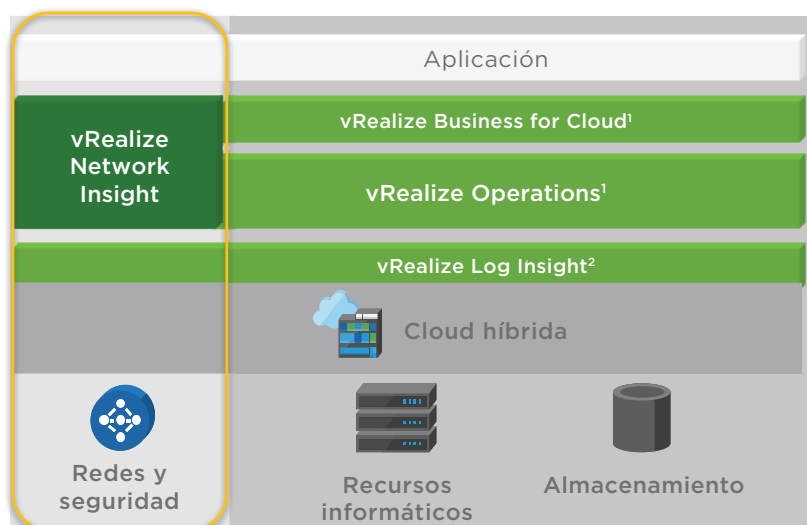 Aplicación
vRealize Business for Cloud¹
vRealize
Network
Insight
vRealize Operations¹
vRealize Log Insight²
Cloud híbrida
Redes y
seguridad
Recursos
informáticos
Almacenamiento